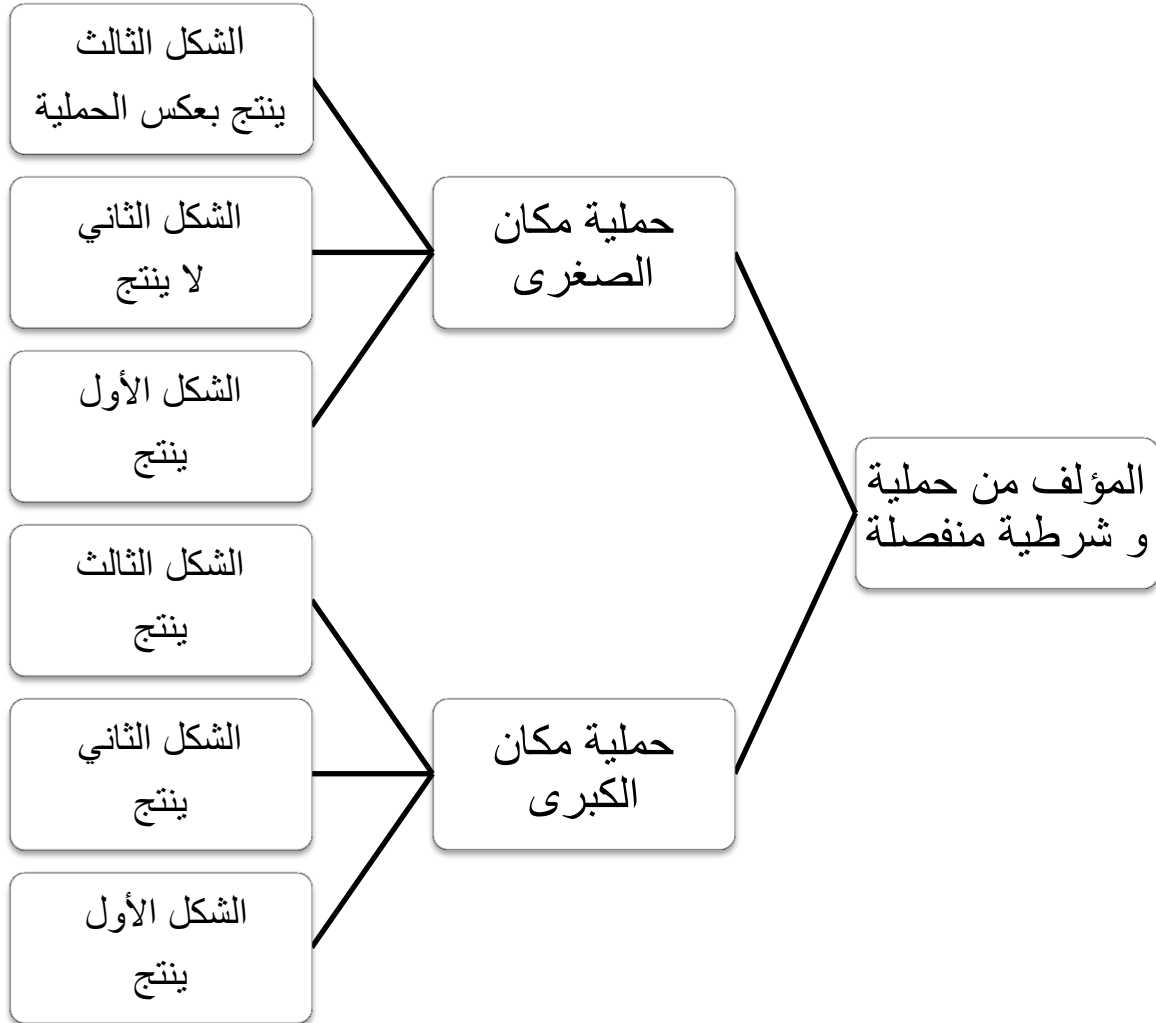 المؤلف من حملية
و شرطية منفصلة
حملية مكان
الصغرى
الشكل الثالث
ينتج بعكس الحملية
الشكل الثاني
لا ينتج
الشكل الأول
ينتج
حملية مكان
الكبرى
الشكل الثالث
ينتج
الشكل الثاني
ينتج
الشكل الأول
ينتج